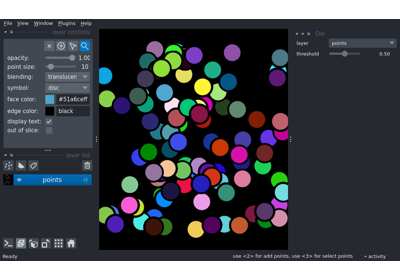 File View Window Plugins Help
layer controls
opacity: 1.00
point size: 10
blending: translucen
symbol: disc
face color: #51a6ceff
edge color: black
display text:
out of slice:
layer list
points
Do
layer points
threshold 0.50
Ready
use <2> for add points, use <3> for select points
activity